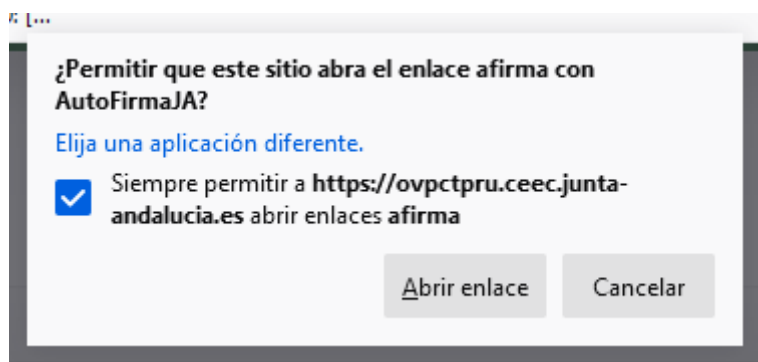 ¿Permitir que este sitio abra el enlace afirma con
AutoFirmaJA?
Elija una aplicación diferente.
Siempre permitir a https://ovpctpru.ceec.junta-
andalucia.es abrir enlaces afirma
Abrir enlace
Cancelar